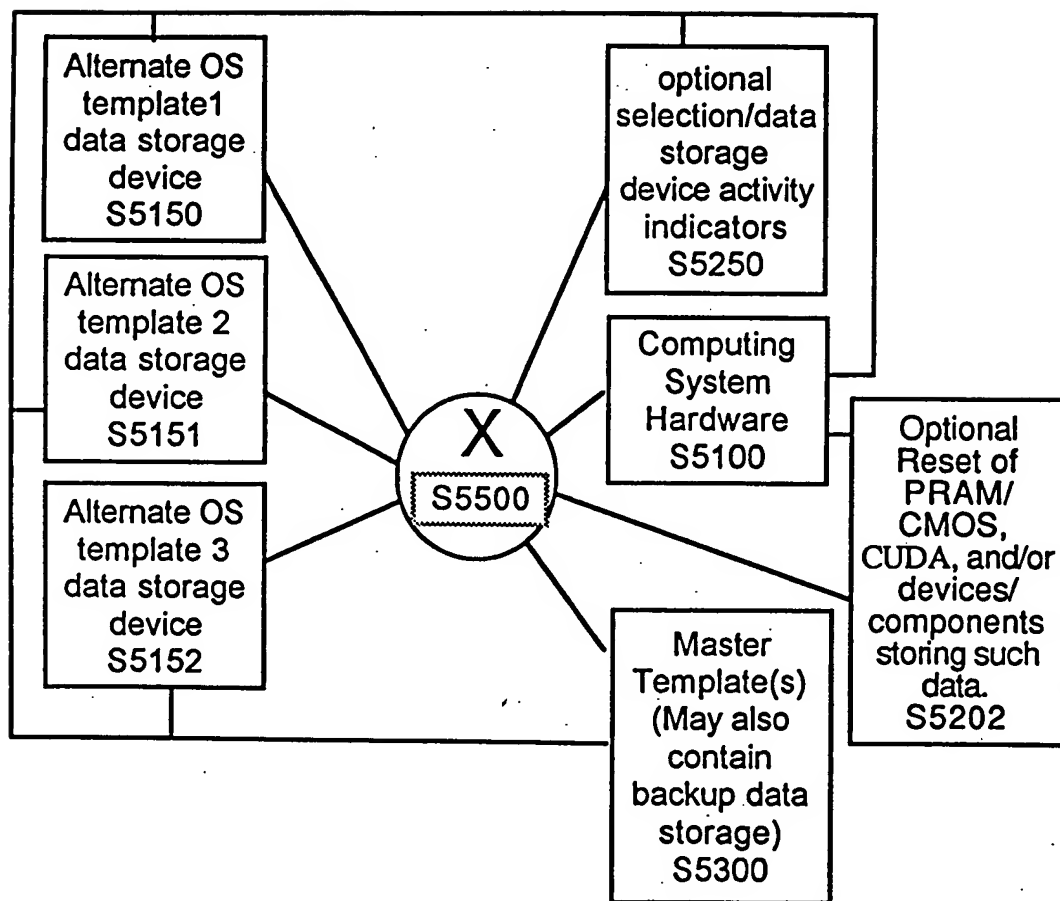 Alternate OS
template1
data storage
device
S5150
Alternate OS
template 2
data storage
device
S5151
Alternate OS
template 3
data storage
device
S5152
X
S5500
optional
selection/data
storage
device activity
indicators
S5250
Computing
System
Hardware
S5100
Optional
Reset of
PRAM/
CMOS,
CUDA, and/or
devices/
components
storing such
data.
S5202
Master
Template(s)
(May also
contain
backup data
storage)
S5300